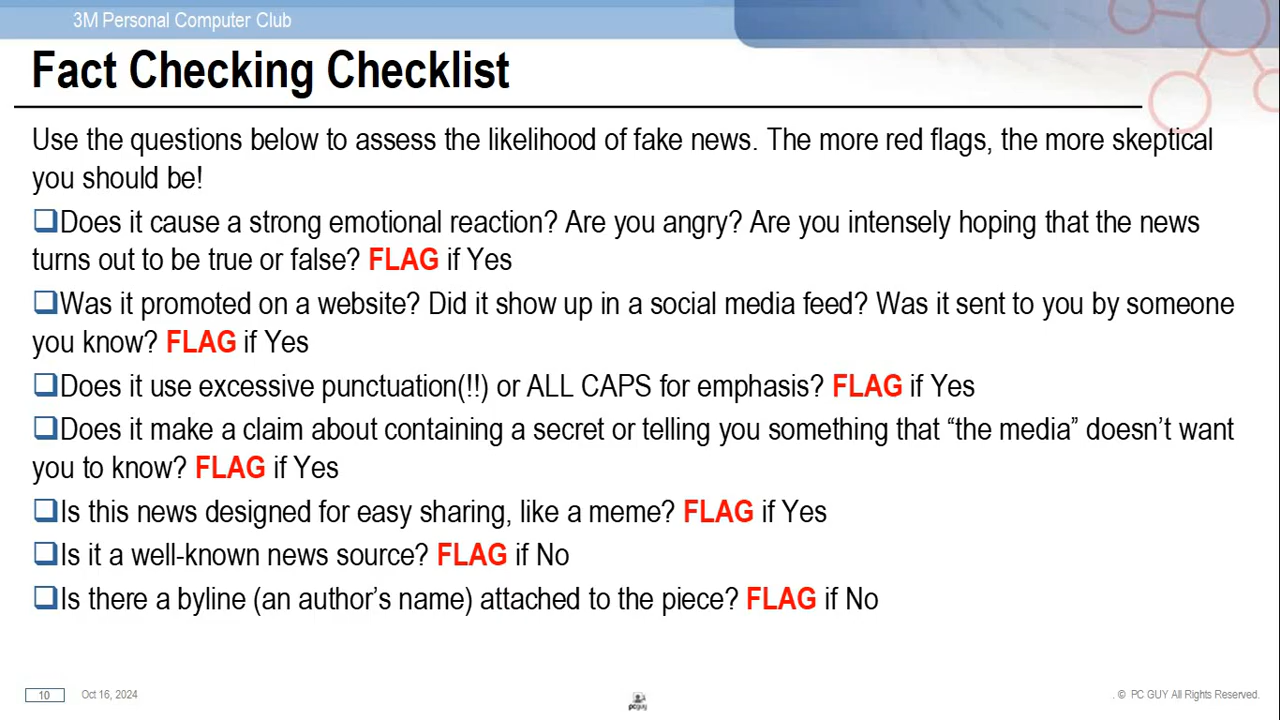 3M Personal Computer Club
Fact Checking Checklist
Use the questions below to assess the likelihood of fake news. The more red flags, the more skeptical
you should be!
Does it cause a strong emotional reaction? Are you angry? Are you intensely hoping that the news
turns out to be true or false? FLAG if Yes
Was it promoted on a website? Did it show up in a social media feed? Was it sent to you by someone
you know? FLAG if Yes
Does it use excessive punctuation(!!) or ALL CAPS for emphasis? FLAG if Yes
Does it make a claim about containing a secret or telling you something that “the media” doesn’t want
you to know? FLAG if Yes
Is this news designed for easy sharing, like a meme? FLAG if Yes
Is it a well-known news source? FLAG if No
Is there a byline (an author’s name) attached to the piece? FLAG if No
10 Oct 16, 2024
pcguy
. © PC GUY All Rights Reserved.